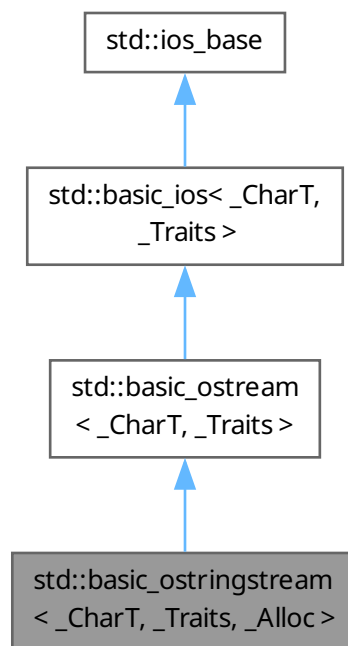 std::ios_base
std::basic_ios< _CharT,
_Traits >
std::basic_ostream
< _CharT, _Traits >
std::basic_ostringstream
< _CharT, _Traits, _Alloc >